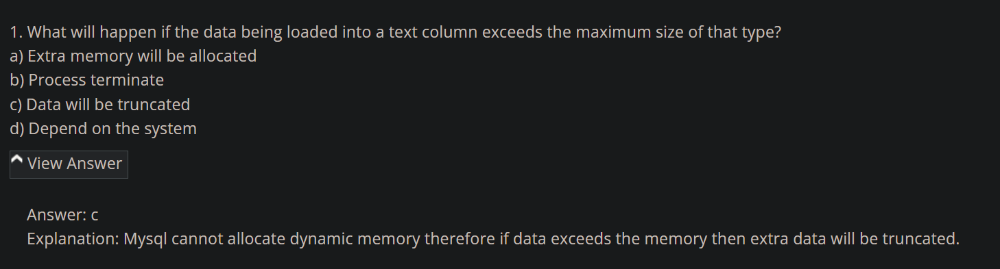 1. What will happen if the data being loaded into a text column exceeds the maximum size of that type?
a) Extra memory will be allocated
b) Process terminate
c) Data will be truncated
d) Depend on the system
View Answer
Answer: c
Explanation: Mysql cannot allocate dynamic memory therefore if data exceeds the memory then extra data will be truncated.